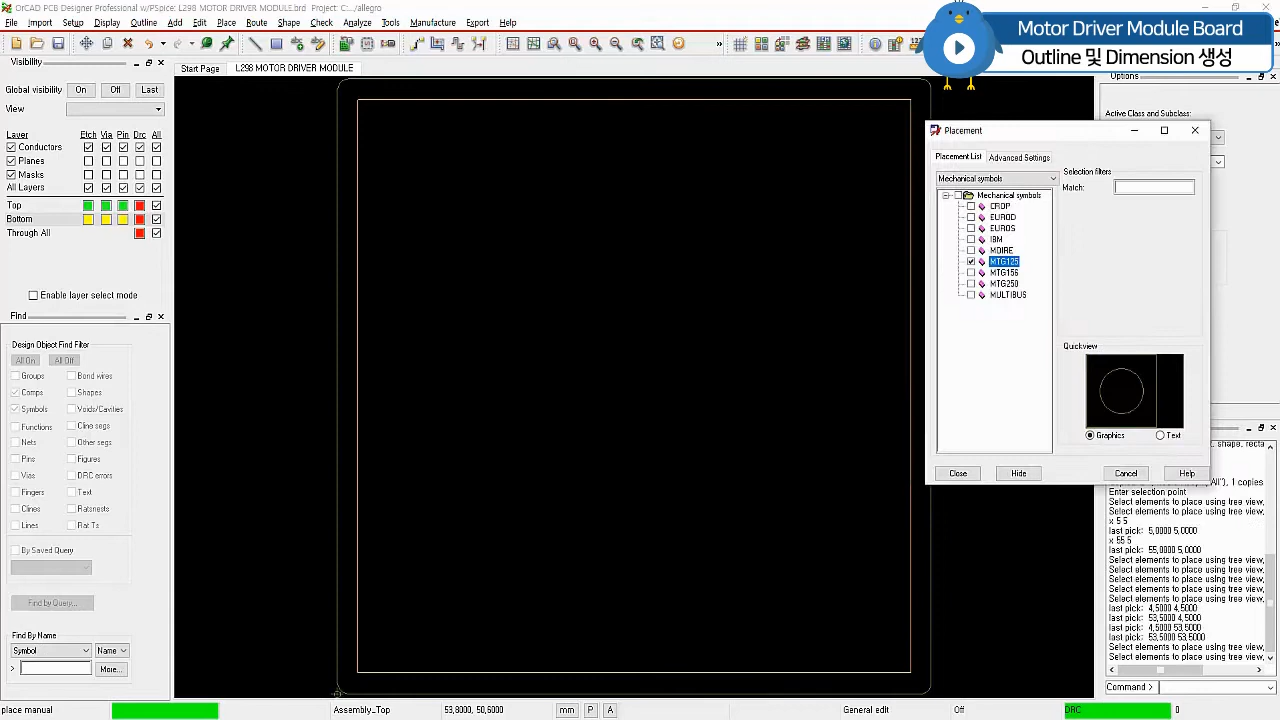 OrCAD PCB Designer Professional w/PSpice: L298 MOTOR DRIVER MODULE.brd Project: C:/.../allegro
File Import Setup Display Outline Add Edit Place Route Shape Check Analyze Tools Manufacture Export Help
Motor Driver Module Board
Outline 및 Dimension 생성
Visibility
Global visibility On Off Last
View
Layer Etch Via Pin Drc All
Conductors
Planes
Masks
All Layers
Top
Bottom
Through All
Enable layer select mode
Find
Design Object Find Filter
All On All Off
Groups Bond wires
Comps Shapes
Symbols Voids/Cavities
Functions Cline segs
Nets Other segs
Pins Figures
Vias DRC errors
Fingers Text
Clines Ratsnests
Lines Rat Ts
By Saved Query
Find by Query...
Find By Name
Symbol Name
> More...
Start Page L298 MOTOR DRIVER MODULE
Options
Active Class and Subclass:
Placement
Placement List Advanced Settings
Mechanical symbols
Mechanical symbols
CROP
EUROD
EUROS
IBM
MOIRE
MTG125
MTG156
MTG250
MULTIBUS
Selection filters
Match:
Quickview
Graphics Text
Close Hide Cancel Help
, shape, recta
"All"), 1 copies
Enter selection point
Select elements to place using tree view,
Select elements to place using tree view,
x 5 5
last pick: 5,0000 5,0000
x 55 5
last pick: 55,0000 5,0000
Select elements to place using tree view,
Select elements to place using tree view,
Select elements to place using tree view,
Select elements to place using tree view,
last pick: 4,5000 4,5000
last pick: 53,5000 4,5000
last pick: 4,5000 53,5000
last pick: 53,5000 53,5000
Select elements to place using tree view,
Select elements to place using tree view,
Command >
place manual Assembly_Top 53,8000, 50,6000 mm P A General edit Off DRC 0